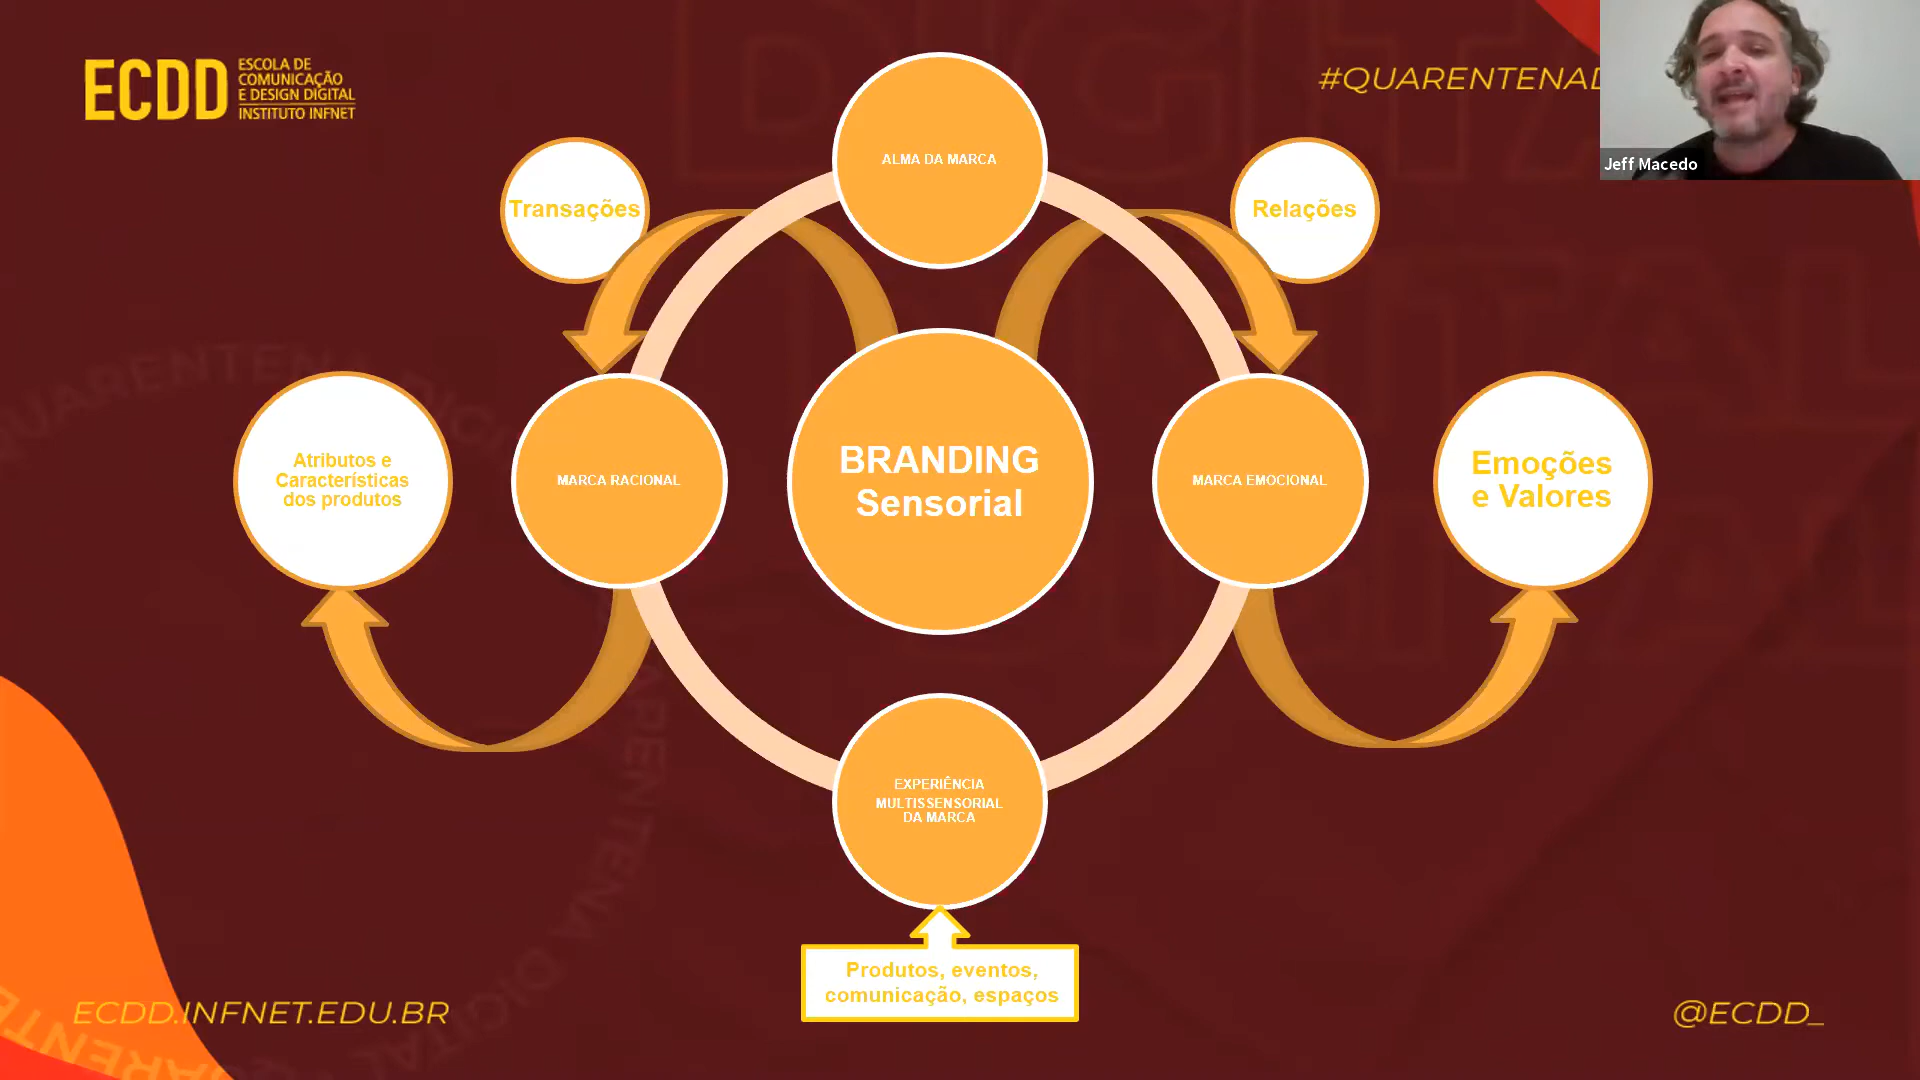 ECDD
ESCOLA DE
COMUNICAÇÃO
E DESIGN DIGITAL
INSTITUTO INFNET
#QUARENTENAD
Jeff Macedo
ALMA DA MARCA
Transações
Relações
Atributos e
Características
dos produtos
MARCA RACIONAL
BRANDING
Sensorial
MARCA EMOCIONAL
Emoções
e Valores
EXPERIÊNCIA
MULTISSENSORIAL
DA MARCA
Produtos, eventos,
comunicação, espaços
ECDD.INFNET.EDU.BR
@ECDD_